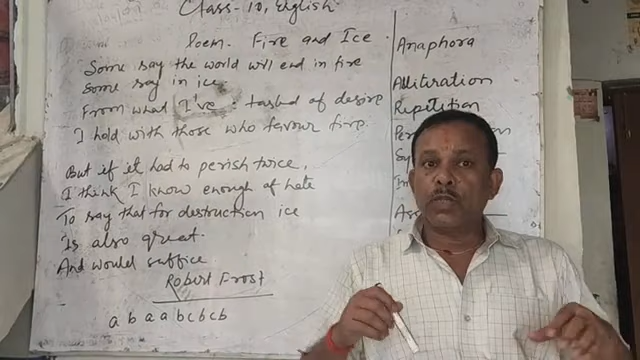 Class-10, English.
Poem. Fire and Ice.
Some say the world will end in fire
Some say in ice.
From what I've tasted of desire
I hold with those who favour fire.
But if it had to perish twice,
I think I know enough of hate
To say that for destruction ice
Is also great.
And would suffice
Robert Frost
a b a a b c b c b
Anaphora
Alliteration
Repetition